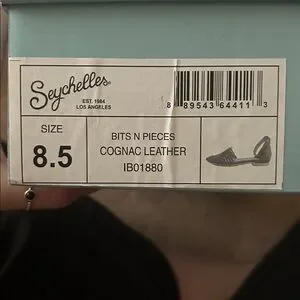 Seychelles®
EST. 1984
LOS ANGELES
8 89543 64411 3
SIZE
8.5
BITS N PIECES
COGNAC LEATHER
IB01880